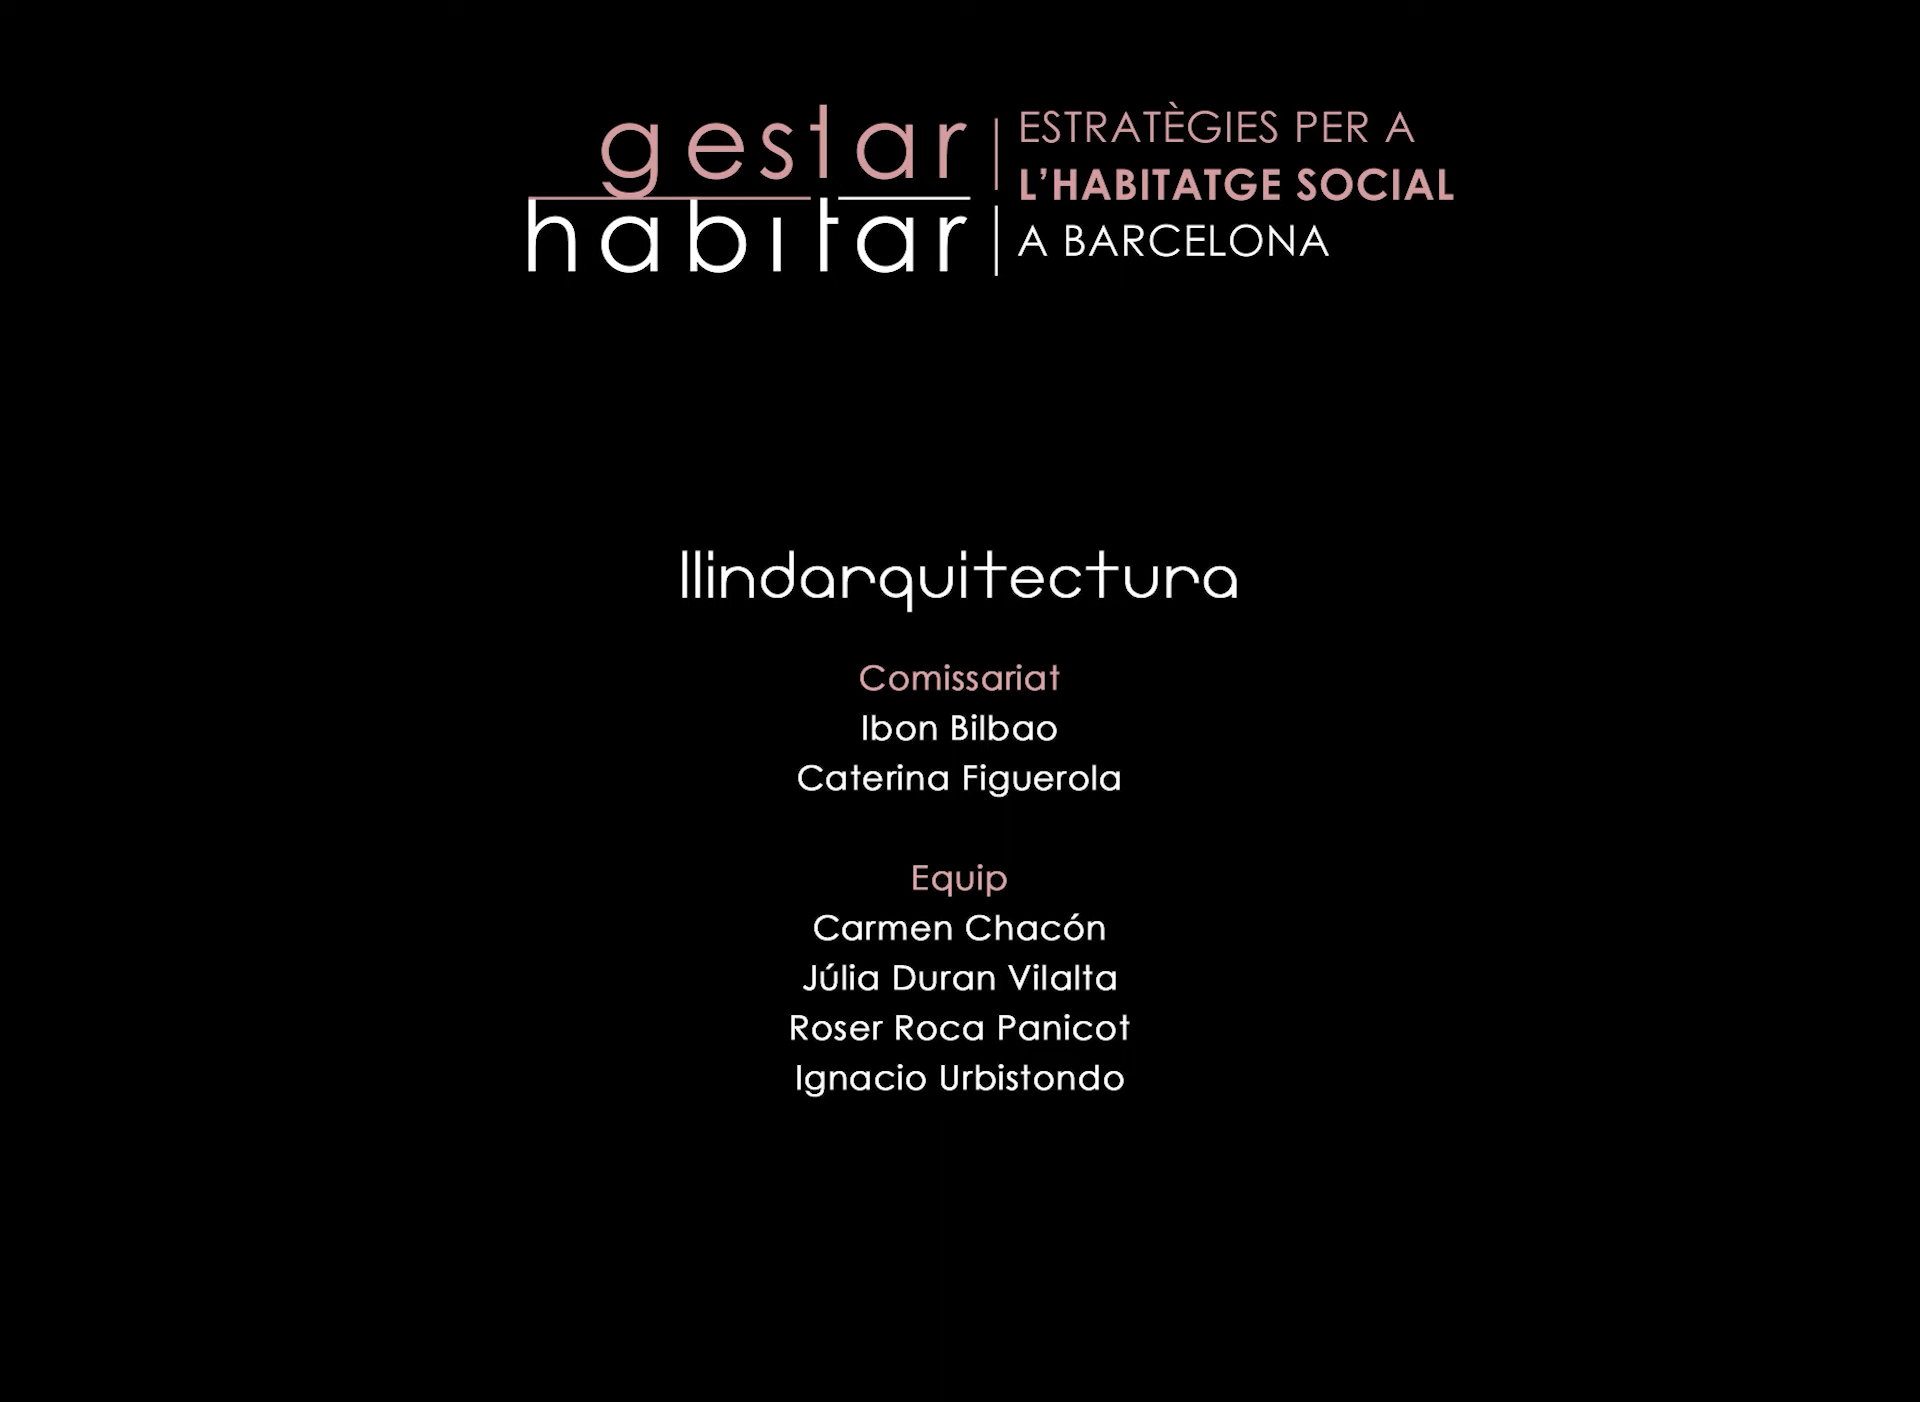 gestar
habitar
ESTRATÈGIES PER A
L’HABITATGE SOCIAL
A BARCELONA
llindarquitectura
Comissariat
Ibon Bilbao
Caterina Figuerola
Equip
Carmen Chacón
Júlia Duran Vilalta
Roser Roca Panicot
Ignacio Urbistondo